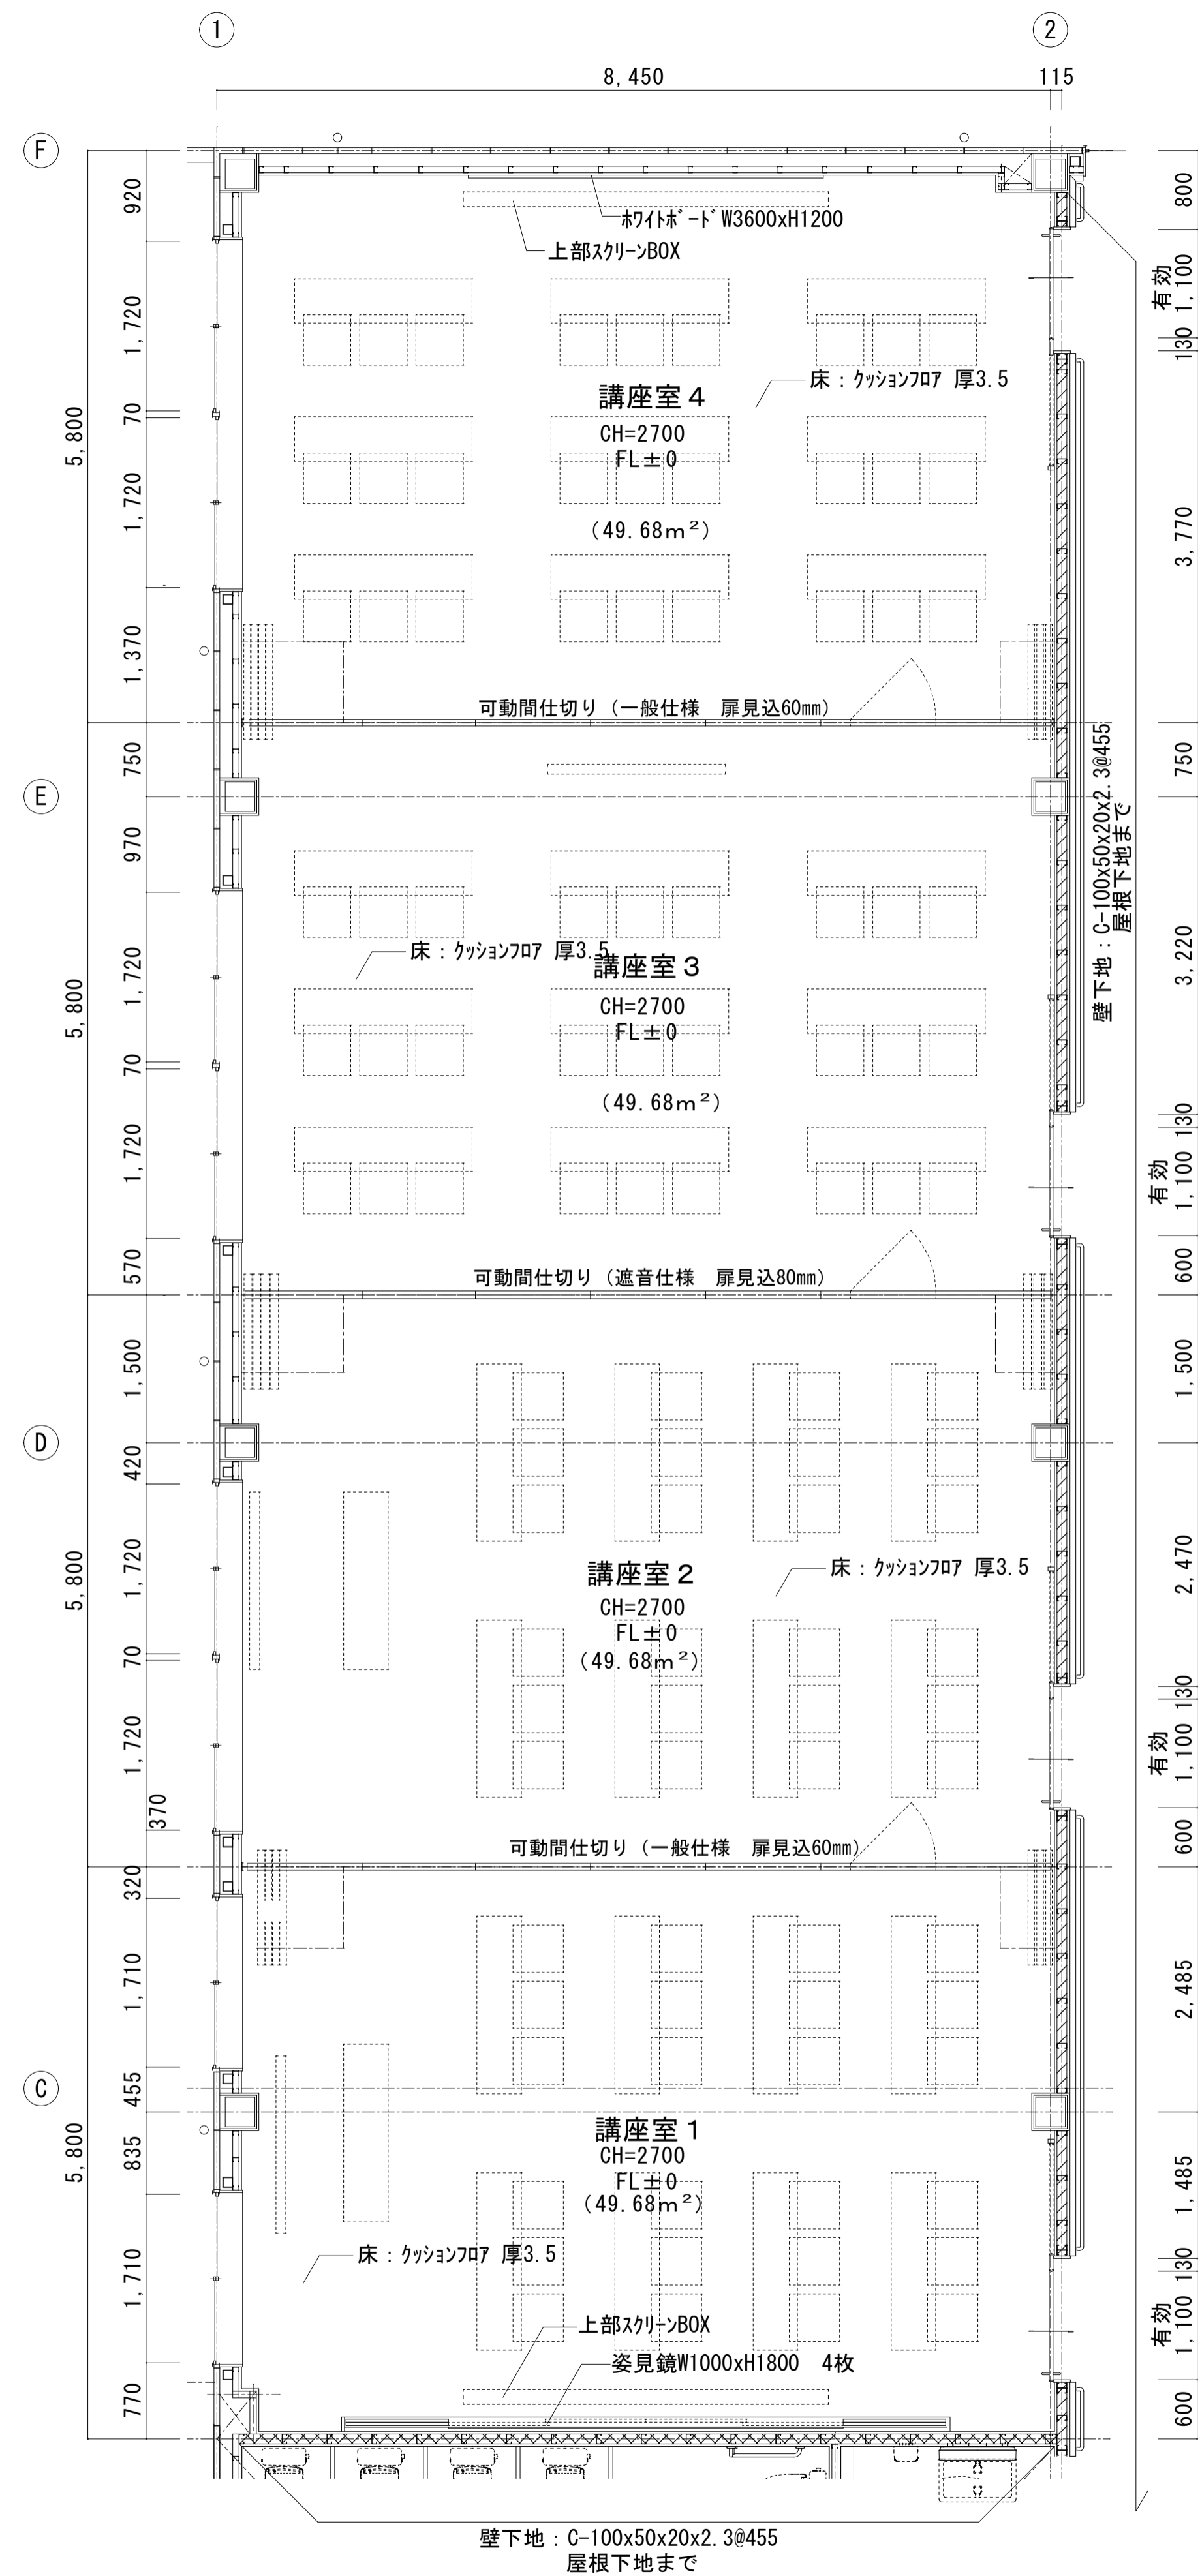 1
2
8,450
115
F
920
800
ホワイトボードW3600xH1200
上部スクリーンBOX
有効
1,100
1,720
130
床：クッションフロア 厚3.5
講座室４
CH=2700
FL±0
5,800
70
(49.68m²)
1,720
3,770
1,370
可動間仕切り（一般仕様　扉見込60mm）
750
750
E
壁下地：C-100x50x20x2.3@455
屋根下地まで
970
床：クッションフロア 厚3.5
講座室３
CH=2700
FL±0
5,800
1,720
3,220
70
(49.68m²)
130
1,720
有効
1,100
570
600
可動間仕切り（遮音仕様　扉見込80mm）
1,500
1,500
D
420
講座室２
床：クッションフロア 厚3.5
CH=2700
FL±0
(49.68m²)
5,800
1,720
2,470
70
130
1,720
有効
1,100
370
600
可動間仕切り（一般仕様　扉見込60mm）
320
1,710
2,485
C
455
講座室１
CH=2700
FL±0
(49.68m²)
5,800
835
1,485
床：クッションフロア 厚3.5
1,710
130
有効
1,100
上部スクリーンBOX
姿見鏡W1000xH1800　4枚
770
600
壁下地：C-100x50x20x2.3@455
屋根下地まで